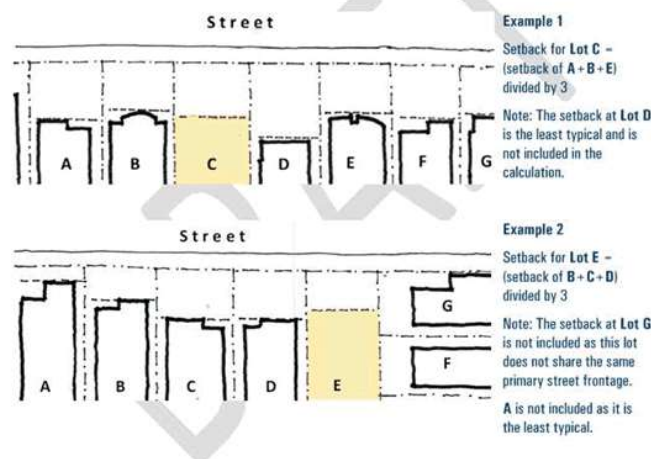 Street
A B C D E F G
Example 1
Setback for Lot C =
(setback of A+B+E)
divided by 3
Note: The setback at Lot D
is the least typical and is
not included in the
calculation.
Street
A B C D E F G
Example 2
Setback for Lot E =
(setback of B+C+D)
divided by 3
Note: The setback at Lot G
is not included as this lot
does not share the same
primary street frontage.
A is not included as it is
the least typical.